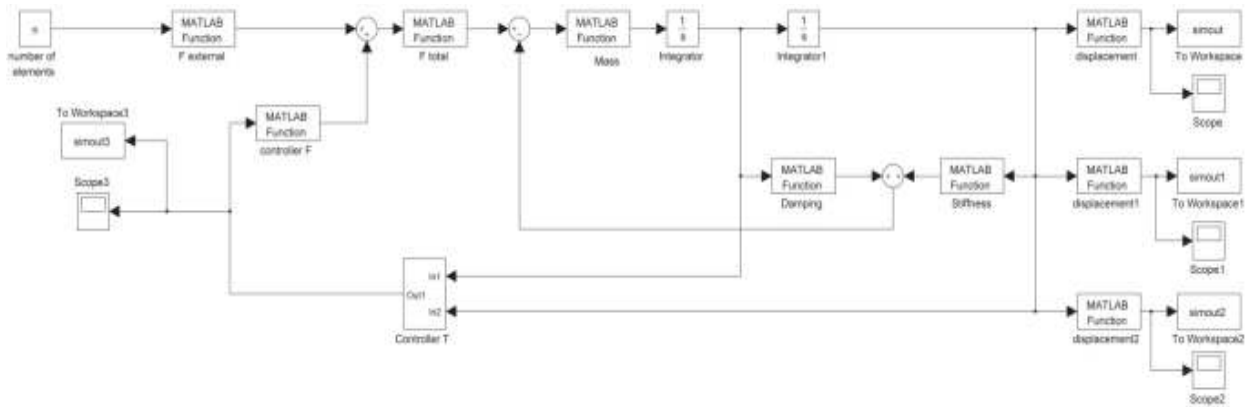 n
number of
elements
MATLAB
Function
F external
MATLAB
Function
F total
MATLAB
Function
Mass
1
s
Integrator
1
s
Integrator1
MATLAB
Function
displacement
simout
To Workspace
Scope
To Workspace3
simout3
Scope3
MATLAB
Function
controller F
MATLAB
Function
Damping
MATLAB
Function
Stiffness
MATLAB
Function
displacement1
simout1
To Workspace1
Scope1
In1
Out1
In2
Controller T
MATLAB
Function
displacement2
simout2
To Workspace2
Scope2